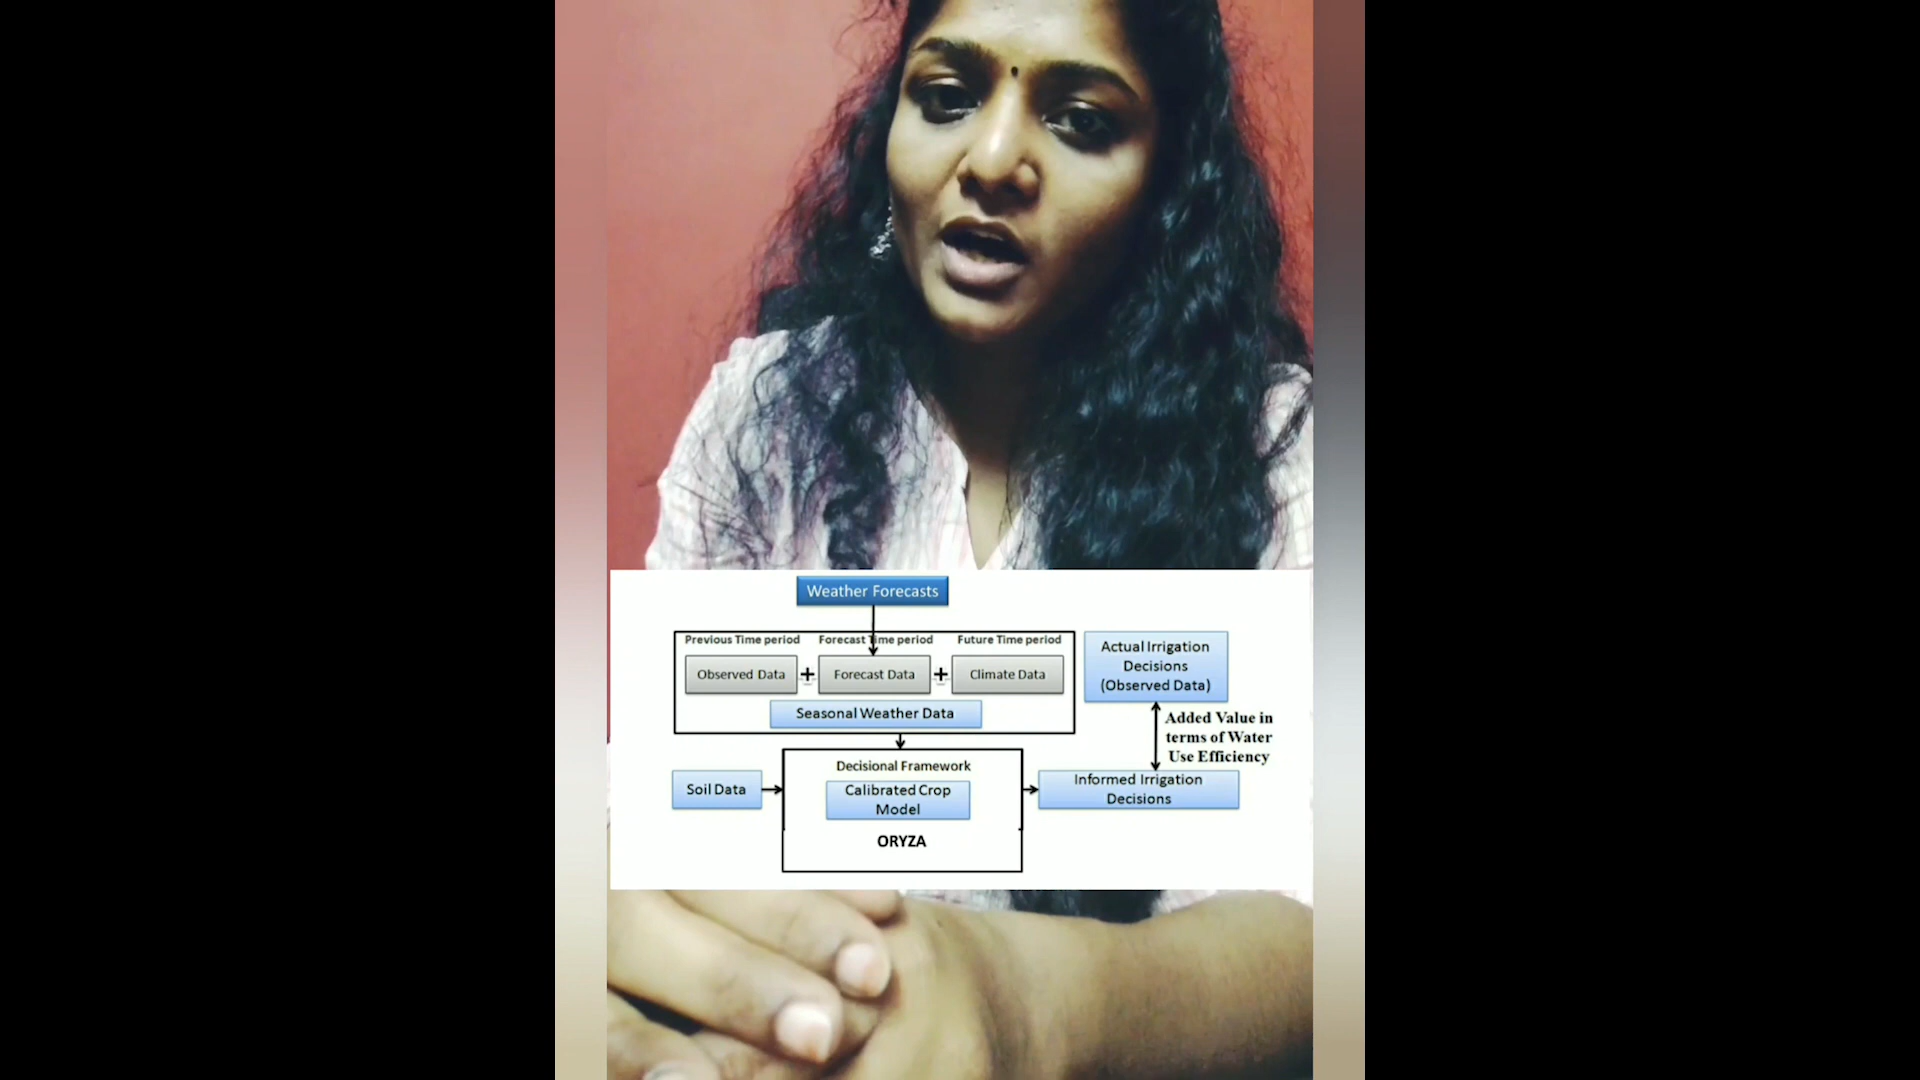 Weather Forecasts
Previous Time period
Forecast Time period
Future Time period
Observed Data
+
Forecast Data
+
Climate Data
Seasonal Weather Data
Actual Irrigation
Decisions
(Observed Data)
Added Value in
terms of Water
Use Efficiency
Soil Data
Decisional Framework
Calibrated Crop
Model
ORYZA
Informed Irrigation
Decisions